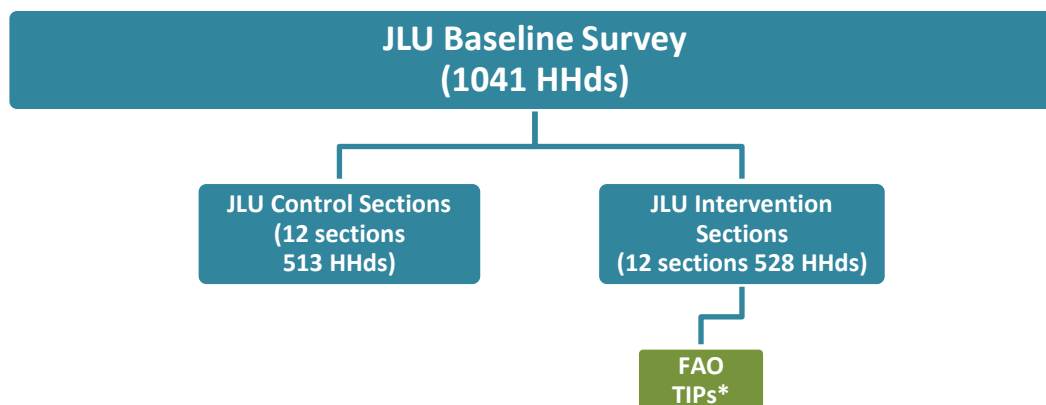 JLU Baseline Survey
(1041 HHds)
JLU Control Sections
(12 sections
513 HHds)
JLU Intervention
Sections
(12 sections 528 HHds)
FAO
TIPs*